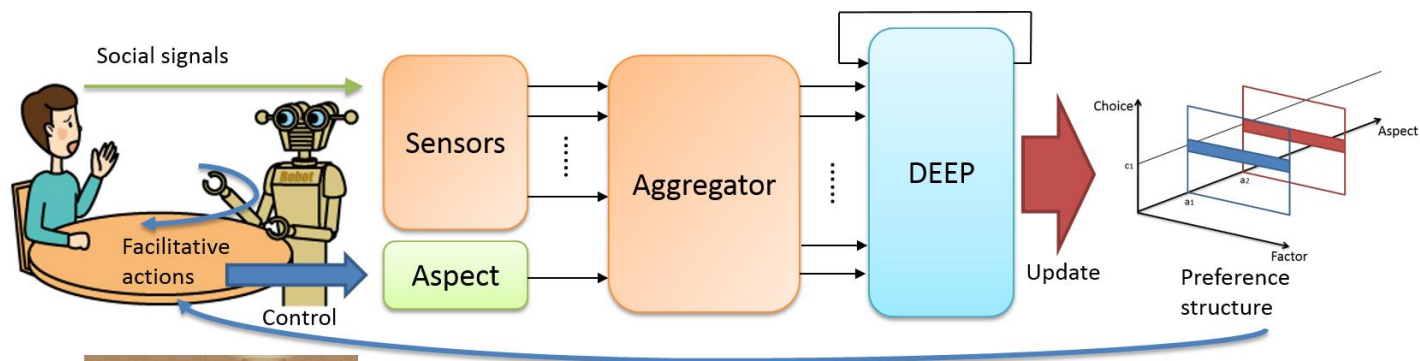 Social signals
Robot
Facilitative
actions
Control
Sensors
Aspect
Aggregator
DEEP
Update
Choice
Aspect
c1
a1
a2
Factor
Preference
structure